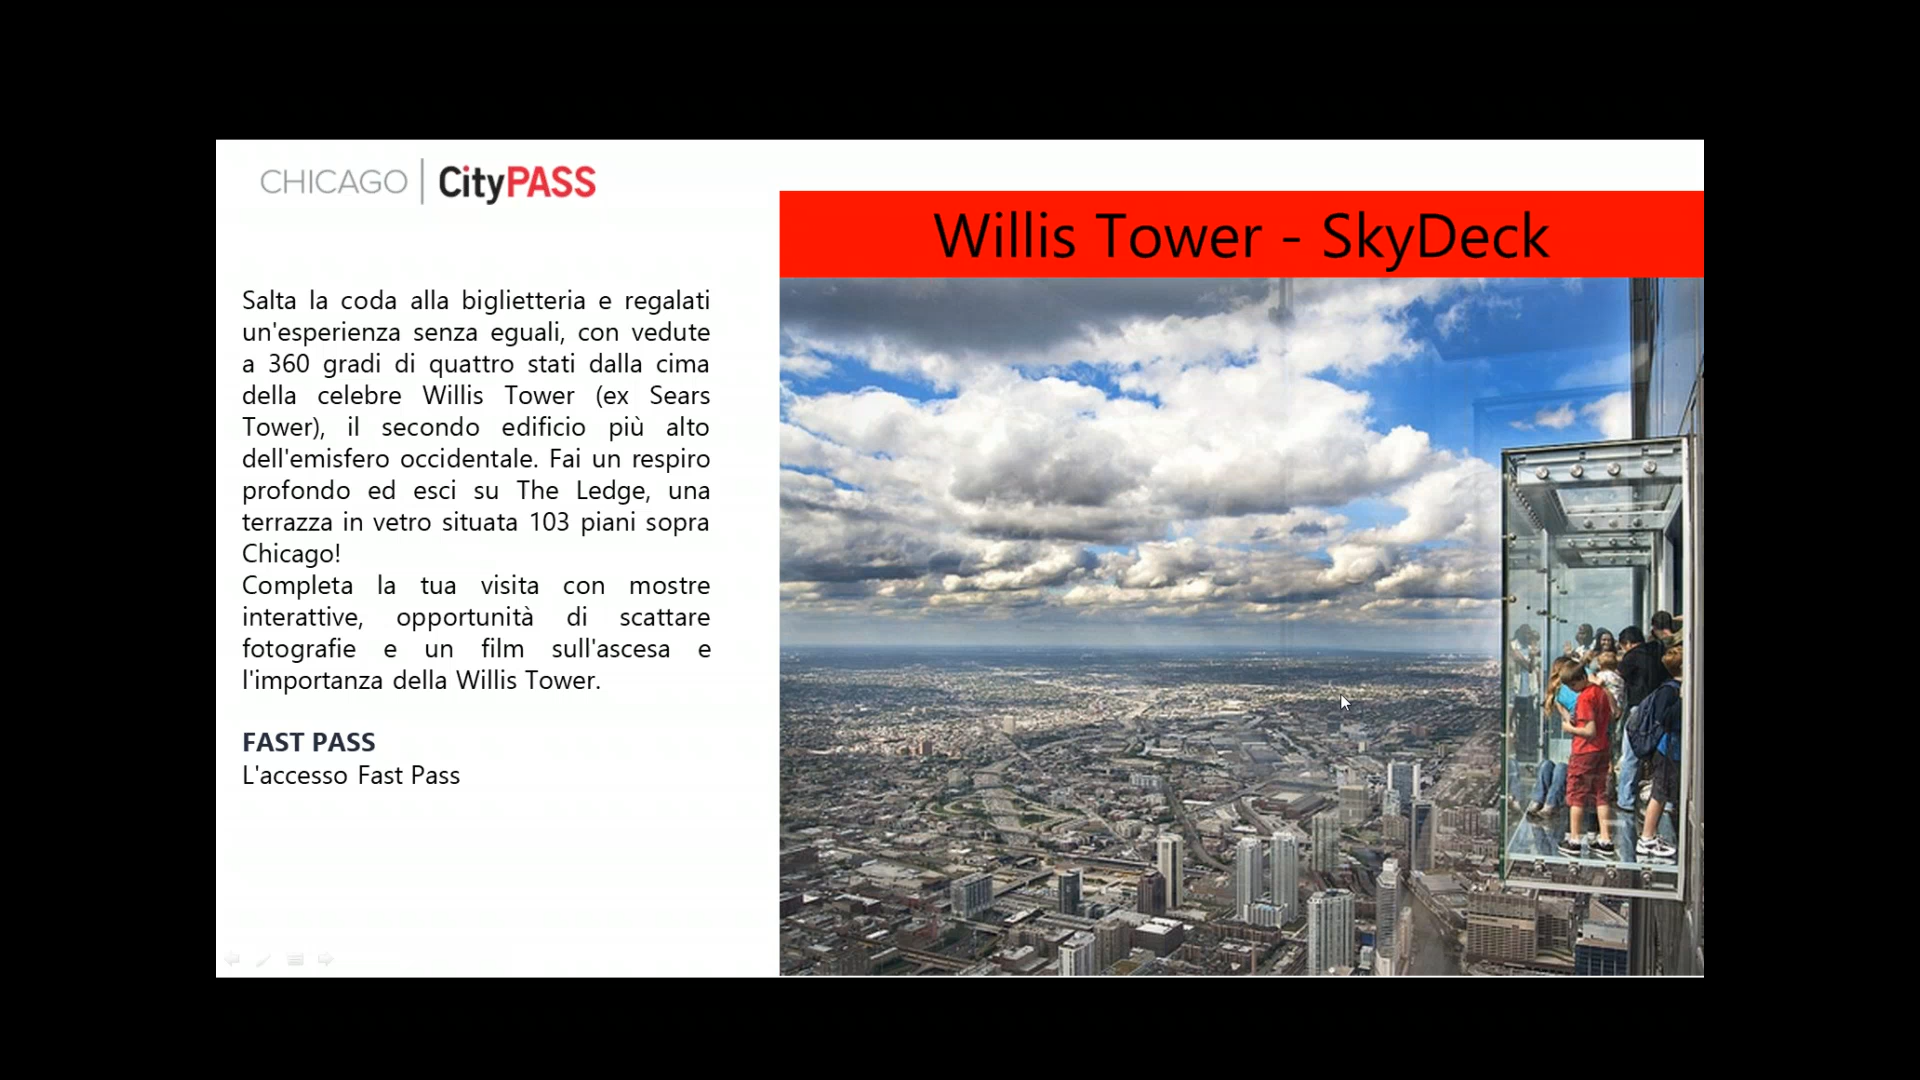 CHICAGO | CityPASS
Willis Tower - SkyDeck
Salta la coda alla biglietteria e regalati
un'esperienza senza eguali, con vedute
a 360 gradi di quattro stati dalla cima
della celebre Willis Tower (ex Sears
Tower), il secondo edificio più alto
dell'emisfero occidentale. Fai un respiro
profondo ed esci su The Ledge, una
terrazza in vetro situata 103 piani sopra
Chicago!
Completa la tua visita con mostre
interattive, opportunità di scattare
fotografie e un film sull'ascesa e
l'importanza della Willis Tower.
FAST PASS
L'accesso Fast Pass